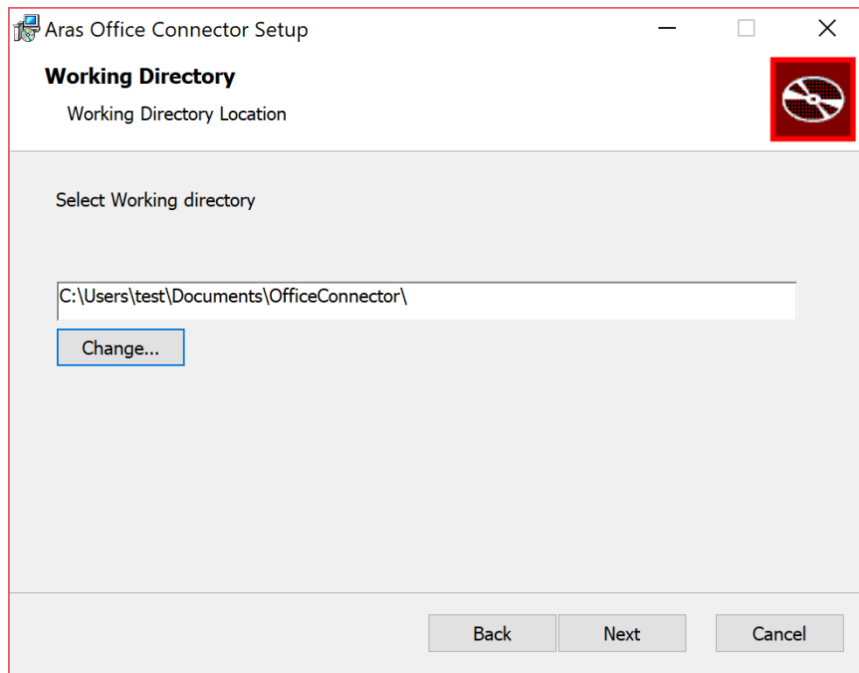 Aras Office Connector Setup
Working Directory
Working Directory Location
Select Working directory
C:\Users\test\Documents\OfficeConnector\
Change...
Back Next Cancel